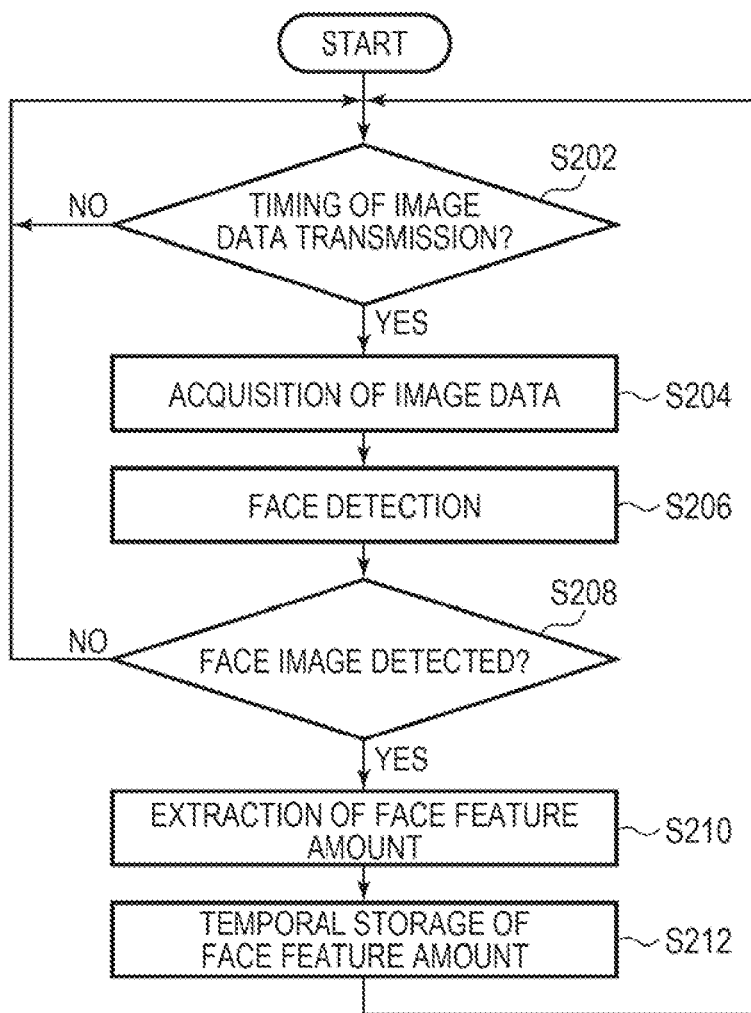 START
S202
NO
TIMING OF IMAGE
DATA TRANSMISSION?
YES
ACQUISITION OF IMAGE DATA
S204
FACE DETECTION
S206
S208
NO
FACE IMAGE DETECTED?
YES
EXTRACTION OF FACE FEATURE
AMOUNT
S210
TEMPORAL STORAGE OF
FACE FEATURE AMOUNT
S212